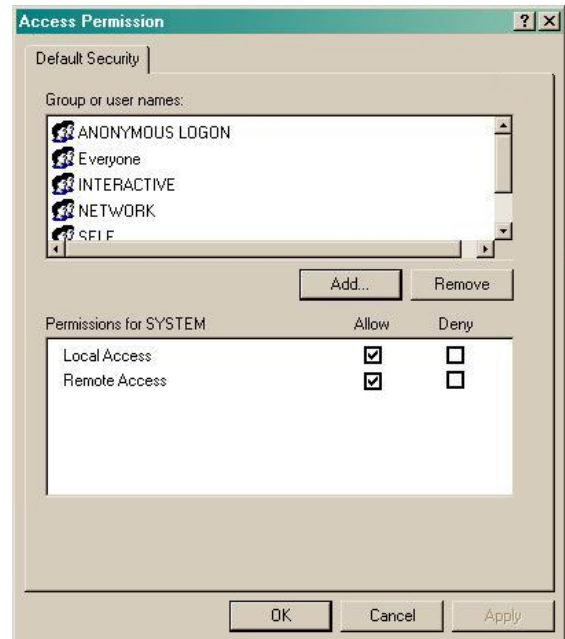 Access Permission
Default Security
Group or user names:
ANONYMOUS LOGON
Everyone
INTERACTIVE
NETWORK
SELF
Add... Remove
Permissions for SYSTEM Allow Deny
Local Access
Remote Access
OK Cancel Apply